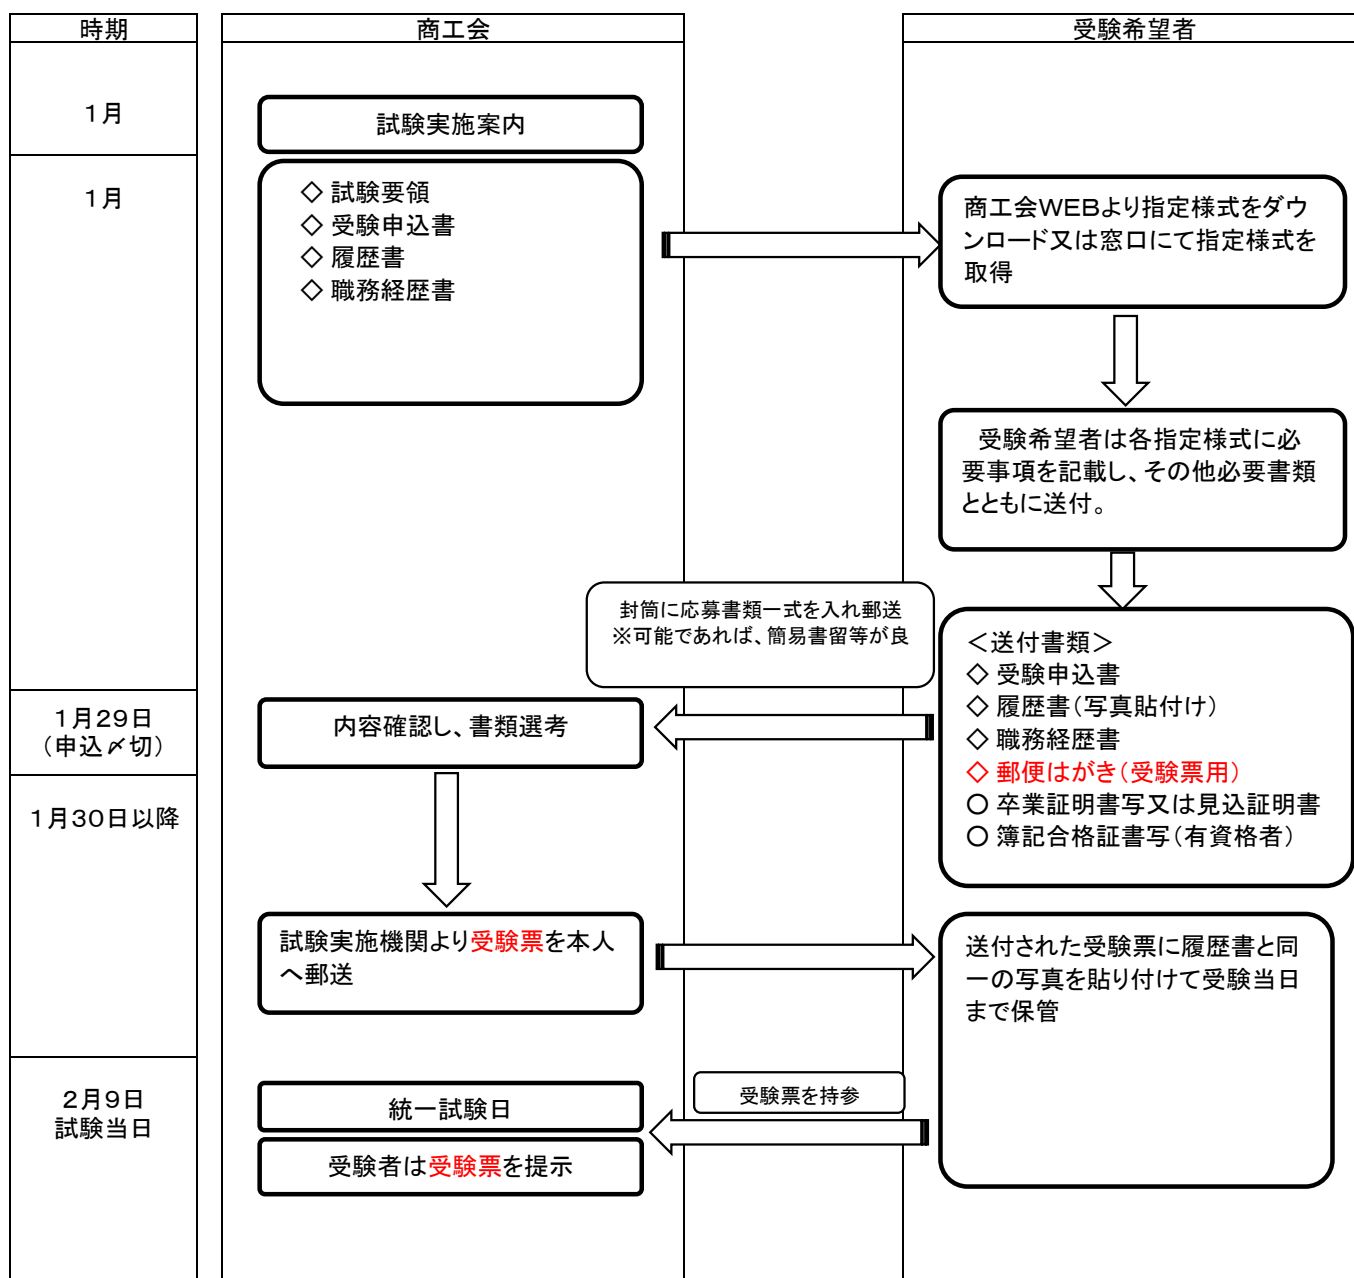 時期
商工会
受験希望者
１月
試験実施案内
１月
◇ 試験要領
◇ 受験申込書
◇ 履歴書
◇ 職務経歴書
商工会ＷＥＢより指定様式をダウ
ンロード又は窓口にて指定様式を
取得
受験希望者は各指定様式に必
要事項を記載し、その他必要書類
とともに送付。
封筒に応募書類一式を入れ郵送
※可能であれば、簡易書留等が良
＜送付書類＞
◇ 受験申込書
◇ 履歴書（写真貼付け）
◇ 職務経歴書
◇ 郵便はがき（受験票用）
○ 卒業証明書写又は見込証明書
○ 簿記合格証書写（有資格者）
１月２９日
（申込〆切）
内容確認し、書類選考
１月３０日以降
試験実施機関より受験票を本人
へ郵送
送付された受験票に履歴書と同
一の写真を貼り付けて受験当日
まで保管
２月９日
試験当日
統一試験日
受験票を持参
受験者は受験票を提示